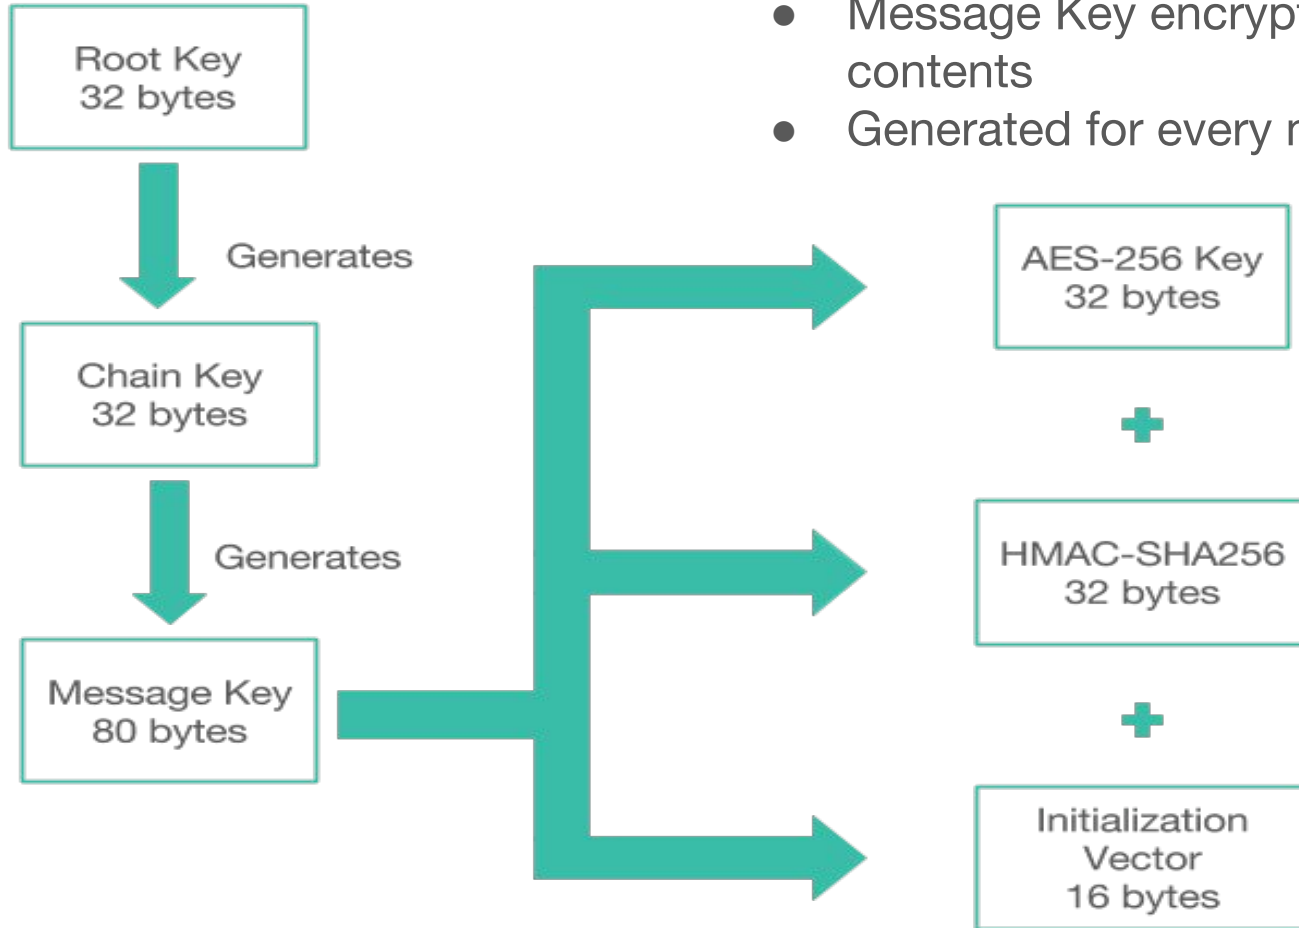 Message Key encrypt
contents
Generated for every
Root Key
32 bytes
Generates
Chain Key
32 bytes
Generates
Message Key
80 bytes
AES-256 Key
32 bytes
HMAC-SHA256
32 bytes
Initialization
Vector
16 bytes